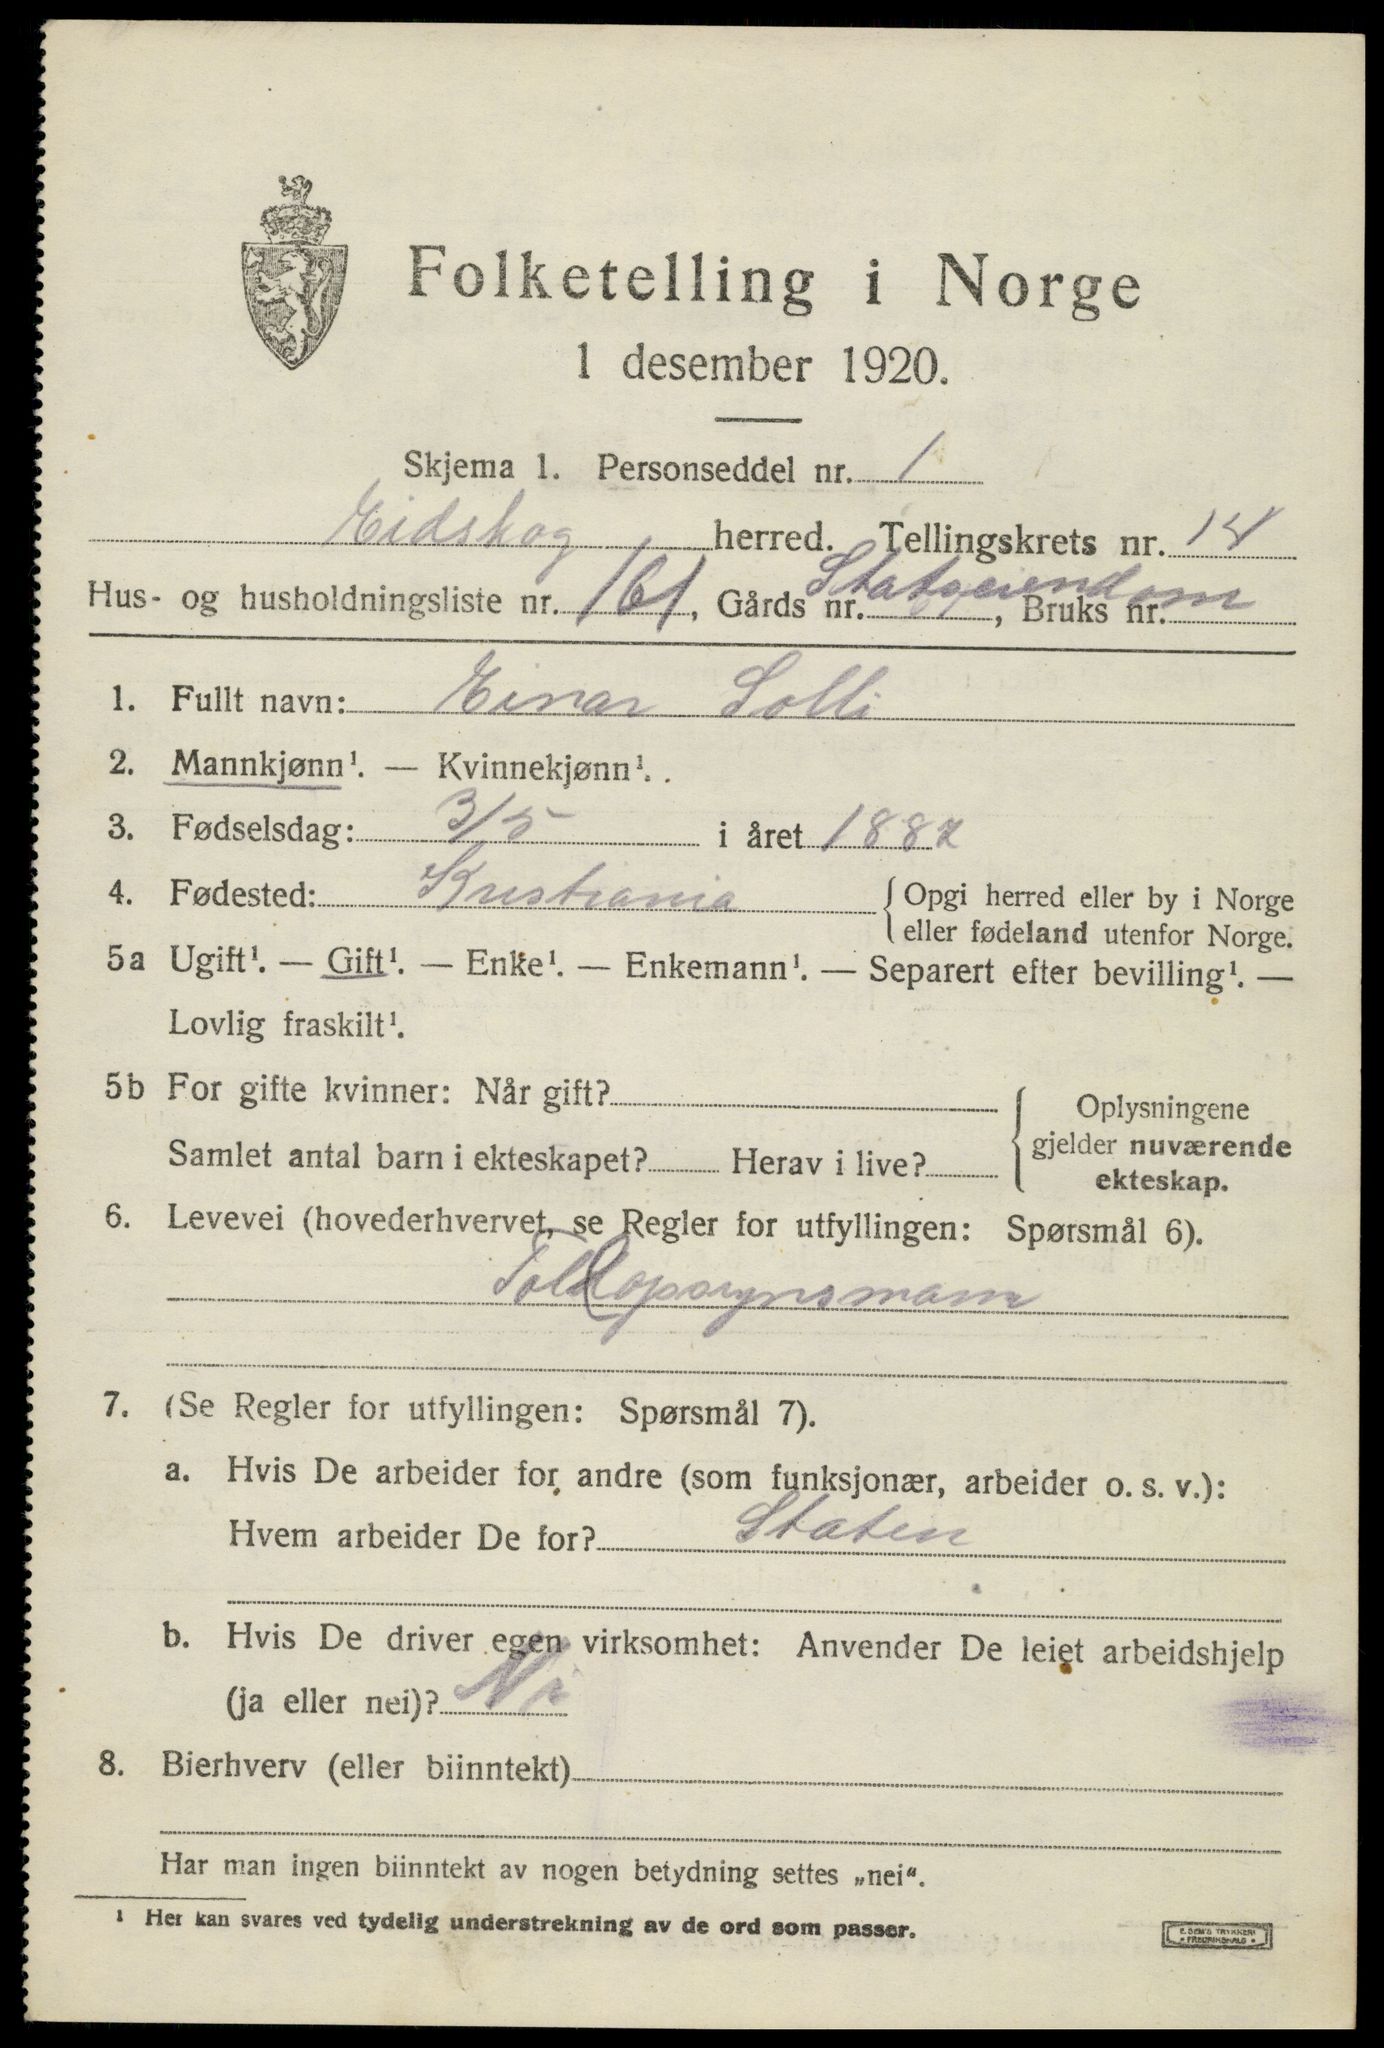 Folketelling i Norge
1 desember 1920.
Skjema 1. Personseddel nr. 1
Eidskog herred. Tellingskrets nr. 14
Hus- og husholdningsliste nr. 161, Gårds nr. Statseiendom, Bruks nr.
1. Fullt navn: Einar Solli
2. Mannkjønn¹. — Kvinnekjønn¹.
3. Fødselsdag: 3/5 i året 1887
4. Fødested: Kristiania {Opgi herred eller by i Norge
eller fødeland utenfor Norge.
5a Ugift¹. — Gift¹. — Enke¹. — Enkemann¹. — Separert efter bevilling¹. —
Lovlig fraskilt¹.
5b For gifte kvinner: Når gift? {Oplysningene
gjelder nuværende
Samlet antal barn i ekteskapet? Herav i live?
ekteskap.
6. Levevei (hovederhvervet, se Regler for utfyllingen: Spørsmål 6).
Toldopsynsmann
7. (Se Regler for utfyllingen: Spørsmål 7).
a. Hvis De arbeider for andre (som funksjonær, arbeider o. s. v.):
Hvem arbeider De for? Staten
b. Hvis De driver egen virksomhet: Anvender De leiet arbeidshjelp
(ja eller nei)?
8. Bierhverv (eller biinntekt)
Har man ingen biinntekt av nogen betydning settes „nei“.
¹ Her kan svares ved tydelig understrekning av de ord som passer.
E. SEM'S TRYKKERI
• FREDRIKSHALD •